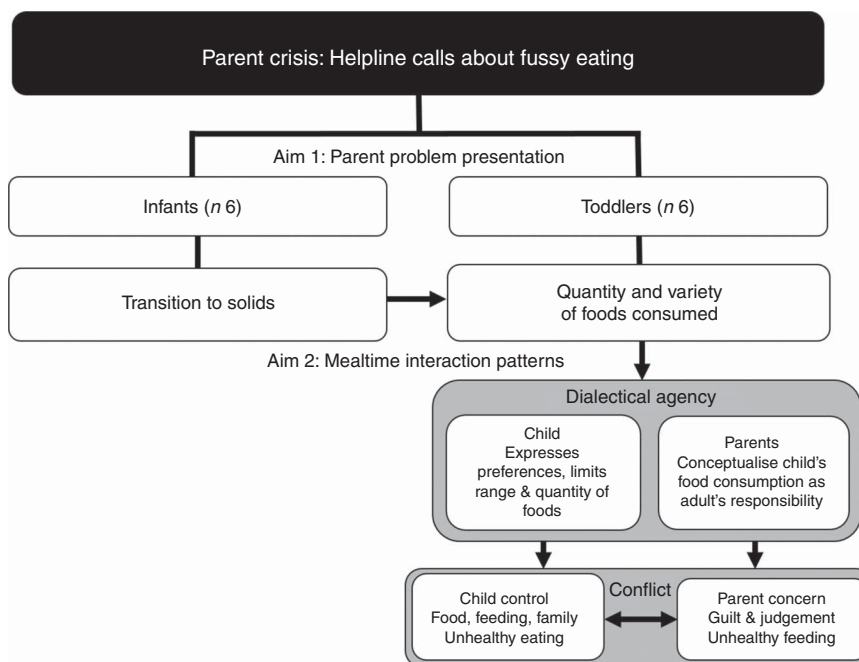 Parent crisis: Helpline calls about fussy eating
Aim 1: Parent problem presentation
Infants (n 6)
Toddlers (n 6)
Transition to solids
Quantity and variety
of foods consumed
Aim 2: Mealtime interaction patterns
Dialectical agency
Child
Expresses
preferences, limits
range & quantity of
foods
Parents
Conceptualise child's
food consumption as
adult's responsibility
Conflict
Child control
Food, feeding, family
Unhealthy eating
Parent concern
Guilt & judgement
Unhealthy feeding